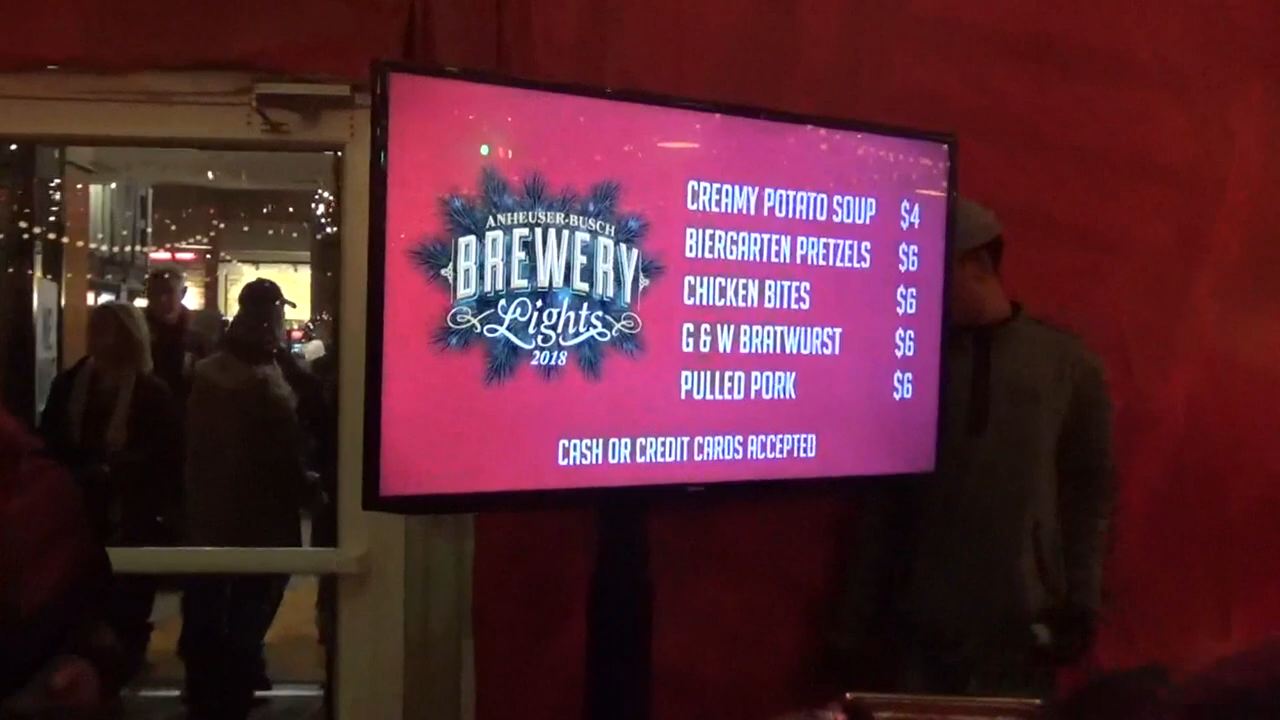 ANHEUSER-BUSCH
BREWERY
Lights
2018
CREAMY POTATO SOUP $4
BIERGARTEN PRETZELS $6
CHICKEN BITES $6
G & W BRATWURST $6
PULLED PORK $6
CASH OR CREDIT CARDS ACCEPTED